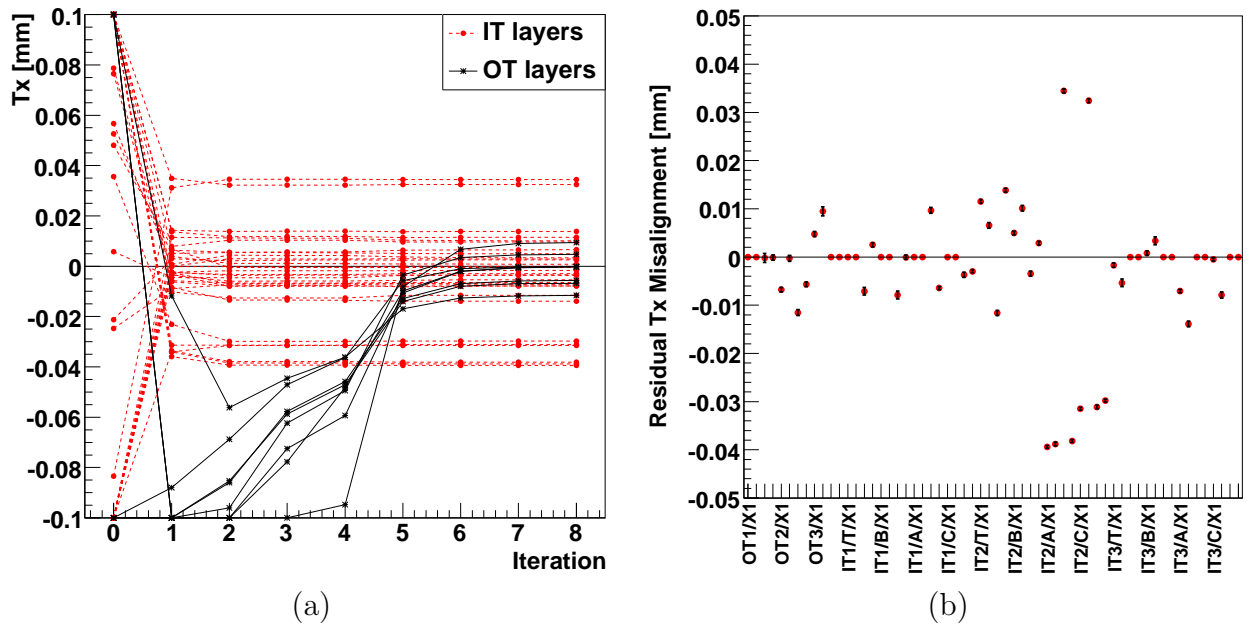 Tx [mm]
0.1
0.08
0.06
0.04
0.02
0
-0.02
-0.04
-0.06
-0.08
-0.1
0 1 2 3 4 5 6 7 8
Iteration
IT layers
OT layers
(a)
Residual Tx Misalignment [mm]
0.05
0.04
0.03
0.02
0.01
0
-0.01
-0.02
-0.03
-0.04
-0.05
OT1/X1
OT2/X1
OT3/X1
IT1/T/X1
IT1/B/X1
IT1/A/X1
IT1/C/X1
IT2/T/X1
IT2/B/X1
IT2/A/X1
IT2/C/X1
IT3/T/X1
IT3/B/X1
IT3/A/X1
IT3/C/X1
(b)